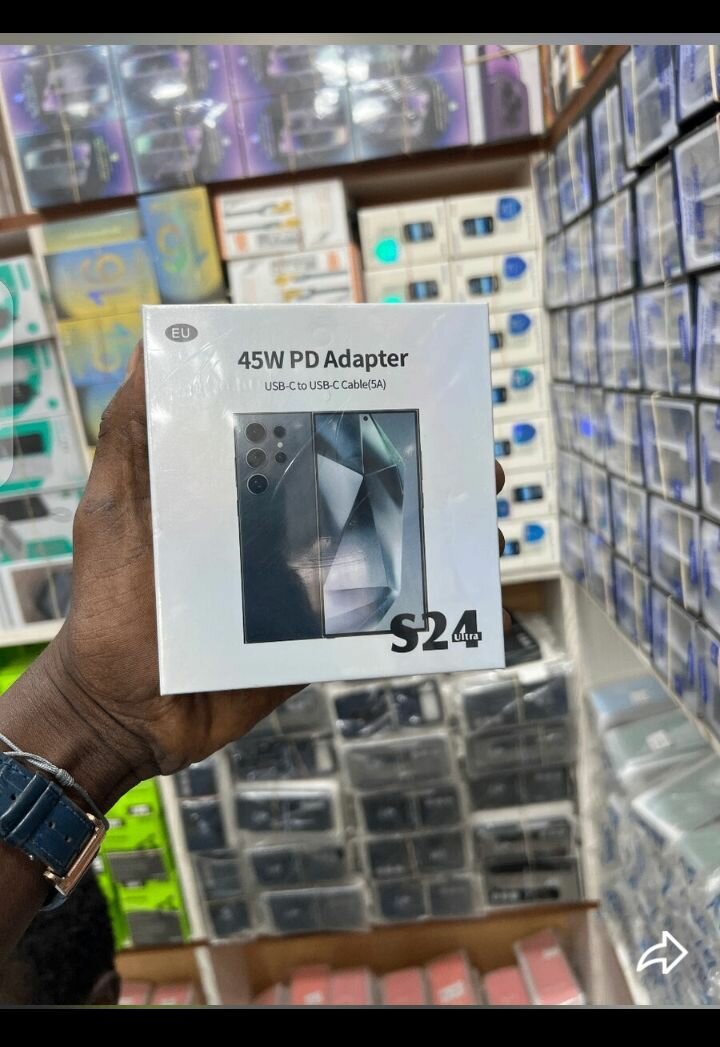 EU
45W PD Adapter
USB-C to USB-C Cable(5A)
S24
Ultra